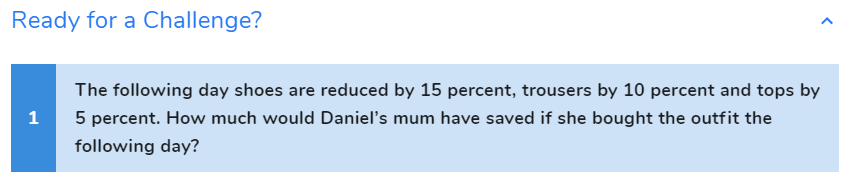 Ready for a Challenge?
The following day shoes are reduced by 15 percent, trousers by 10 percent and tops by
1
5 percent. How much would Daniel's mum have saved if she bought the outfit the
following day?